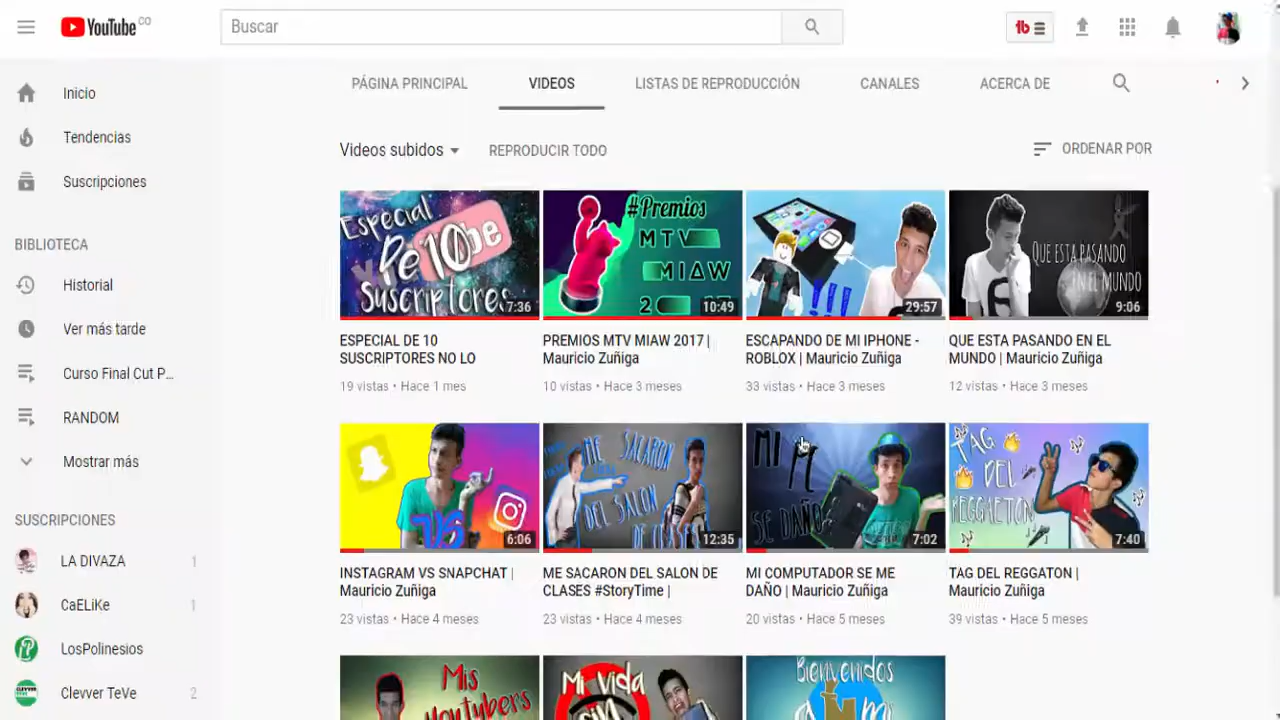 YouTube CO
Buscar
PÁGINA PRINCIPAL
VIDEOS
LISTAS DE REPRODUCCIÓN
CANALES
ACERCA DE
Inicio
Tendencias
Suscripciones
BIBLIOTECA
Historial
Ver más tarde
Curso Final Cut P...
RANDOM
Mostrar más
SUSCRIPCIONES
LA DIVAZA 1
CaELiKe 1
LosPolinesios
Clevver TeVe 2
Videos subidos
REPRODUCIR TODO
ORDENAR POR
Especial
De 10
Suscriptores
7:36
ESPECIAL DE 10
SUSCRIPTORES NO LO
19 vistas • Hace 1 mes
#Premios
MTV
MIAW
2
10:49
PREMIOS MTV MIAW 2017 |
Mauricio Zuñiga
10 vistas • Hace 3 meses
!!!
29:57
ESCAPANDO DE MI IPHONE -
ROBLOX | Mauricio Zuñiga
33 vistas • Hace 3 meses
QUE ESTA PASANDO
EN EL MUNDO
9:06
QUE ESTA PASANDO EN EL
MUNDO | Mauricio Zuñiga
12 vistas • Hace 3 meses
VS
6:06
INSTAGRAM VS SNAPCHAT |
Mauricio Zuñiga
23 vistas • Hace 4 meses
ME SACARON
DEL SALON
DE CLASES
12:35
ME SACARON DEL SALON DE
CLASES #StoryTime |
23 vistas • Hace 4 meses
MI PC
SE DAÑO
7:02
MI COMPUTADOR SE ME
DAÑO | Mauricio Zuñiga
20 vistas • Hace 5 meses
TAG
DEL
REGGAETON
7:40
TAG DEL REGGATON |
Mauricio Zuñiga
39 vistas • Hace 5 meses
Mis
Youtubers
Mi Vida
sin
Bienvenidos